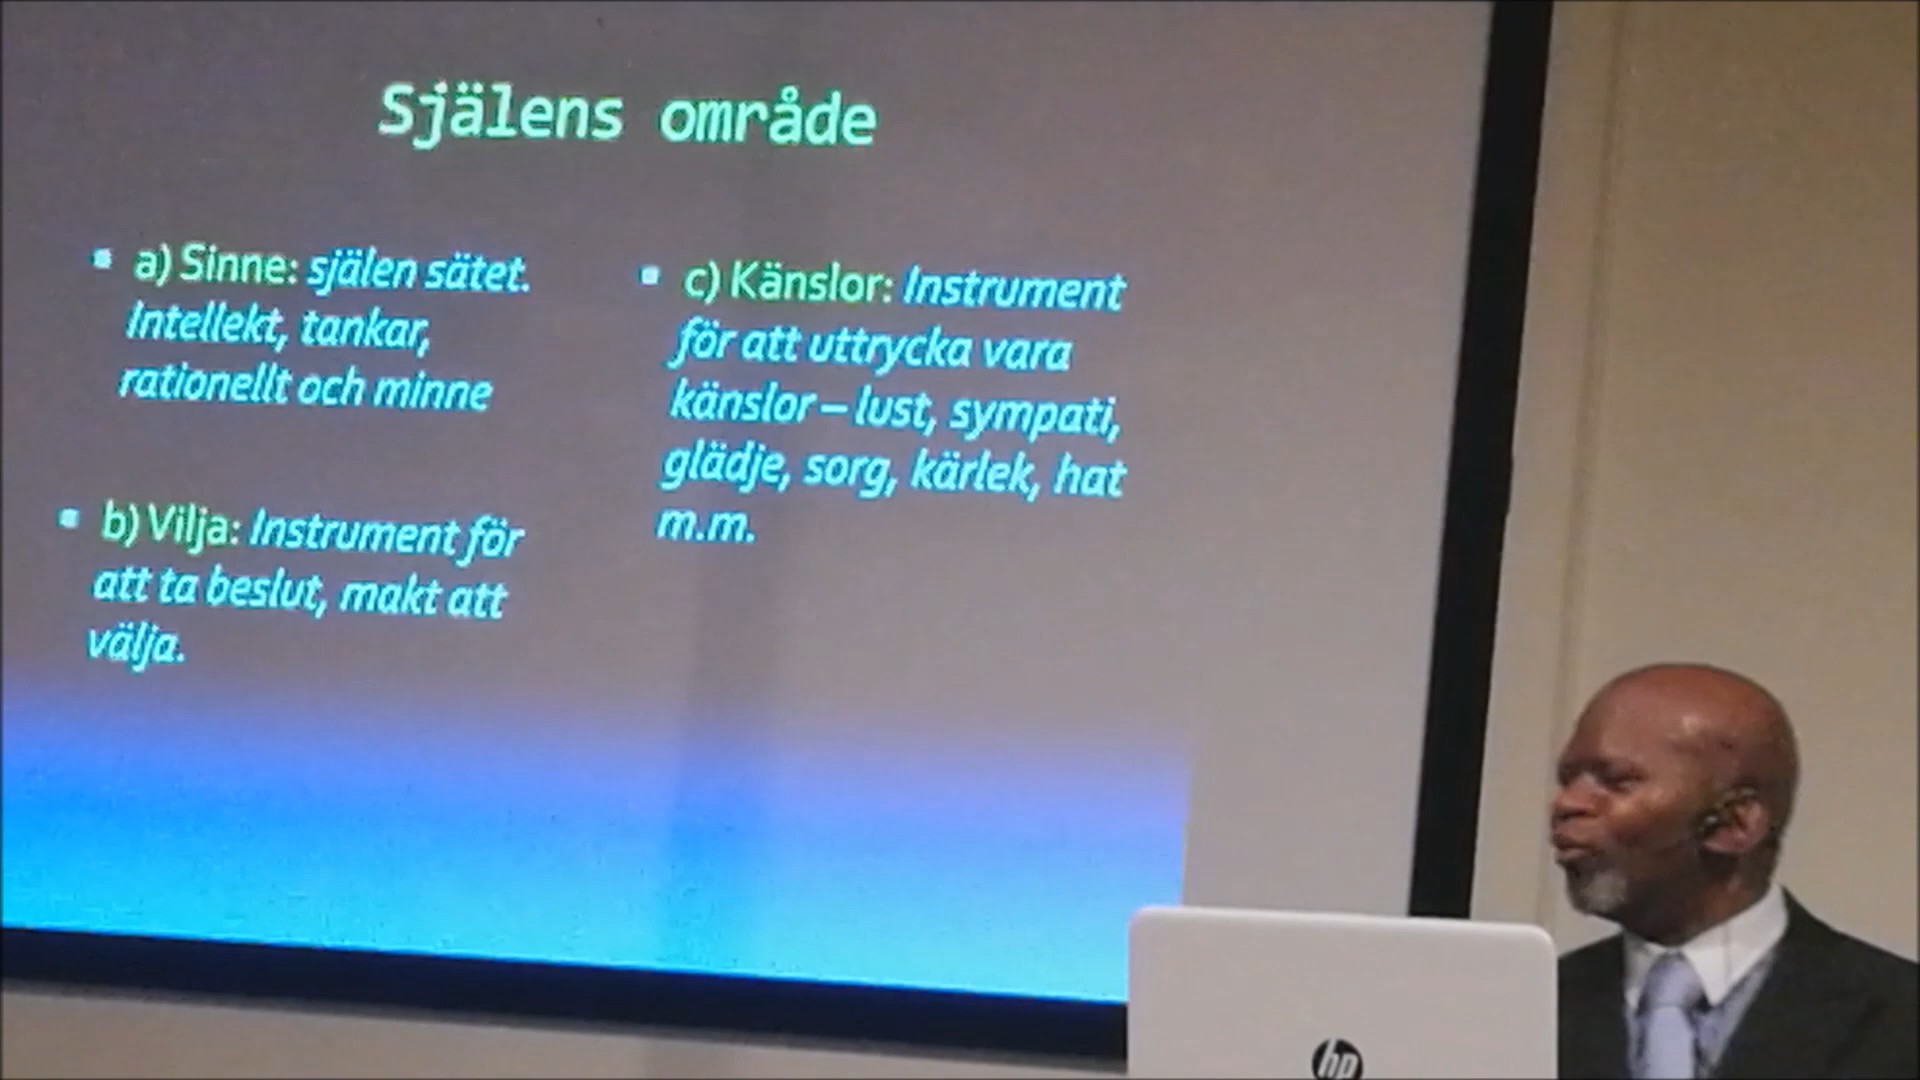 Själens område
a) Sinne: själen sätet.
Intellekt, tankar,
rationellt och minne
b) Vilja: Instrument för
att ta beslut, makt att
välja.
c) Känslor: Instrument
för att uttrycka vara
känslor – lust, sympati,
glädje, sorg, kärlek, hat
m.m.
hp